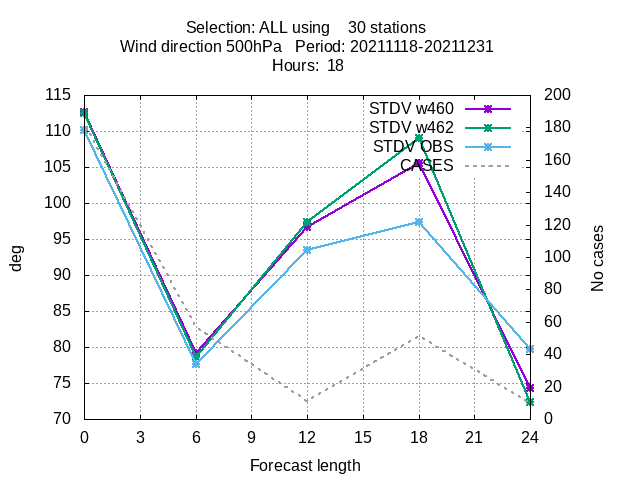 Selection: ALL using    30 stations
Wind direction 500hPa   Period: 20211118-20211231
Hours:  18
115
110
105
100
95
90
85
80
75
70
deg
200
180
160
140
120
100
80
60
40
20
0
No cases
STDV w460
STDV w462
STDV OBS
CASES
0 3 6 9 12 15 18 21 24
Forecast length